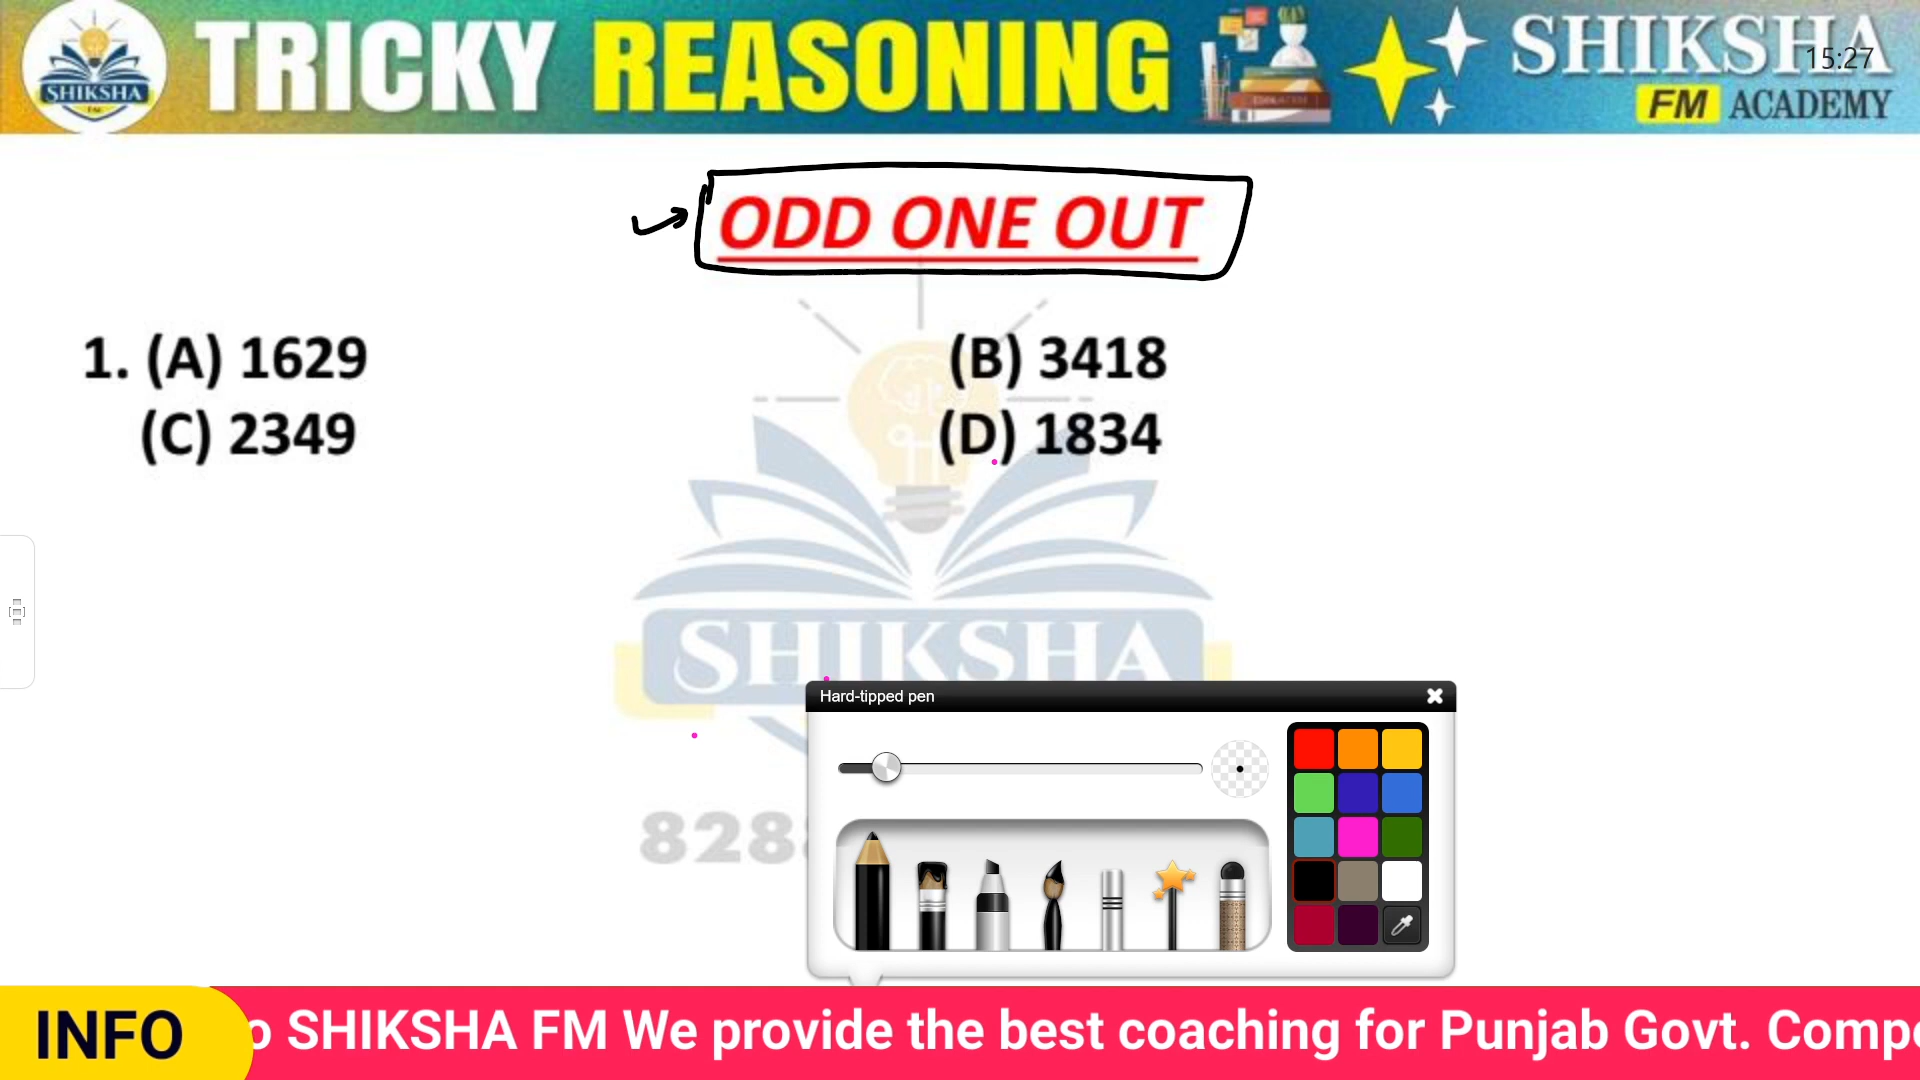 SHIKSHA
FM
TRICKY REASONING
SHIKSHA
15:27
FM ACADEMY
ODD ONE OUT
1. (A) 1629 (B) 3418
(C) 2349 (D) 1834
SHIKSHA
828
Hard-tipped pen
INFO
o SHIKSHA FM We provide the best coaching for Punjab Govt. Compe